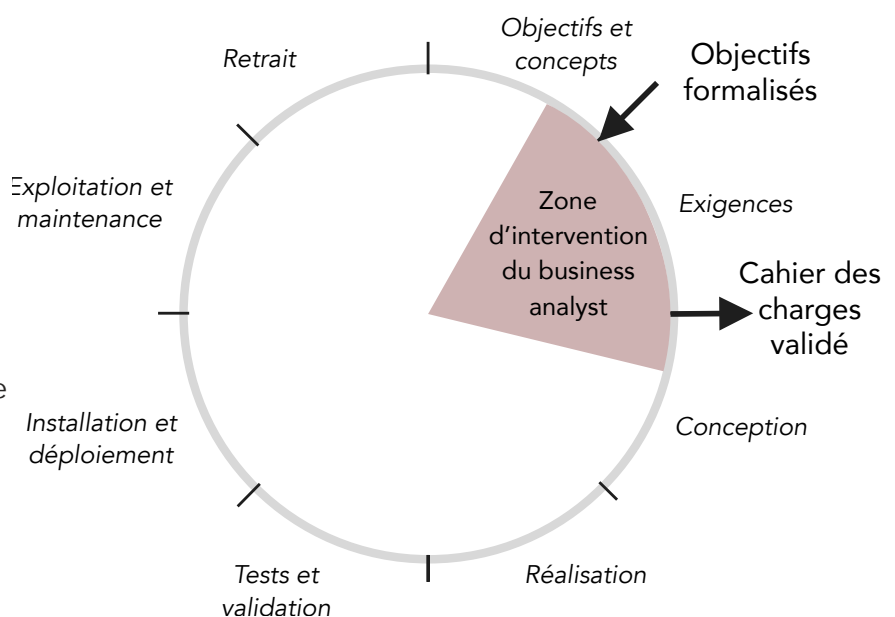 Objectifs et
concepts
Objectifs
formalisés
Exigences
Zone
d’intervention
du business
analyst
Cahier des
charges
validé
Conception
Réalisation
Tests et
validation
Installation et
déploiement
e
Exploitation et
maintenance
Retrait